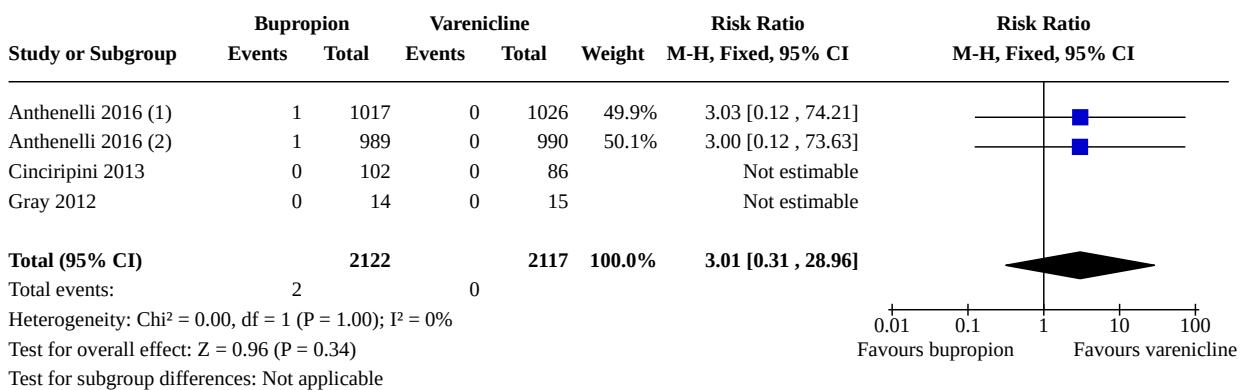 Bupropion Varenicline Risk Ratio Risk Ratio
Study or Subgroup Events Total Events Total Weight M-H, Fixed, 95% CI M-H, Fixed, 95% CI
Anthenelli 2016 (1) 1 1017 0 1026 49.9% 3.03 [0.12 , 74.21]
Anthenelli 2016 (2) 1 989 0 990 50.1% 3.00 [0.12 , 73.63]
Cinciripini 2013 0 102 0 86 Not estimable
Gray 2012 0 14 0 15 Not estimable
Total (95% CI) 2122 2117 100.0% 3.01 [0.31 , 28.96]
Total events: 2 0
Heterogeneity: Chi² = 0.00, df = 1 (P = 1.00); I² = 0%
Test for overall effect: Z = 0.96 (P = 0.34)
Test for subgroup differences: Not applicable
0.01 0.1 1 10 100
Favours bupropion Favours varenicline